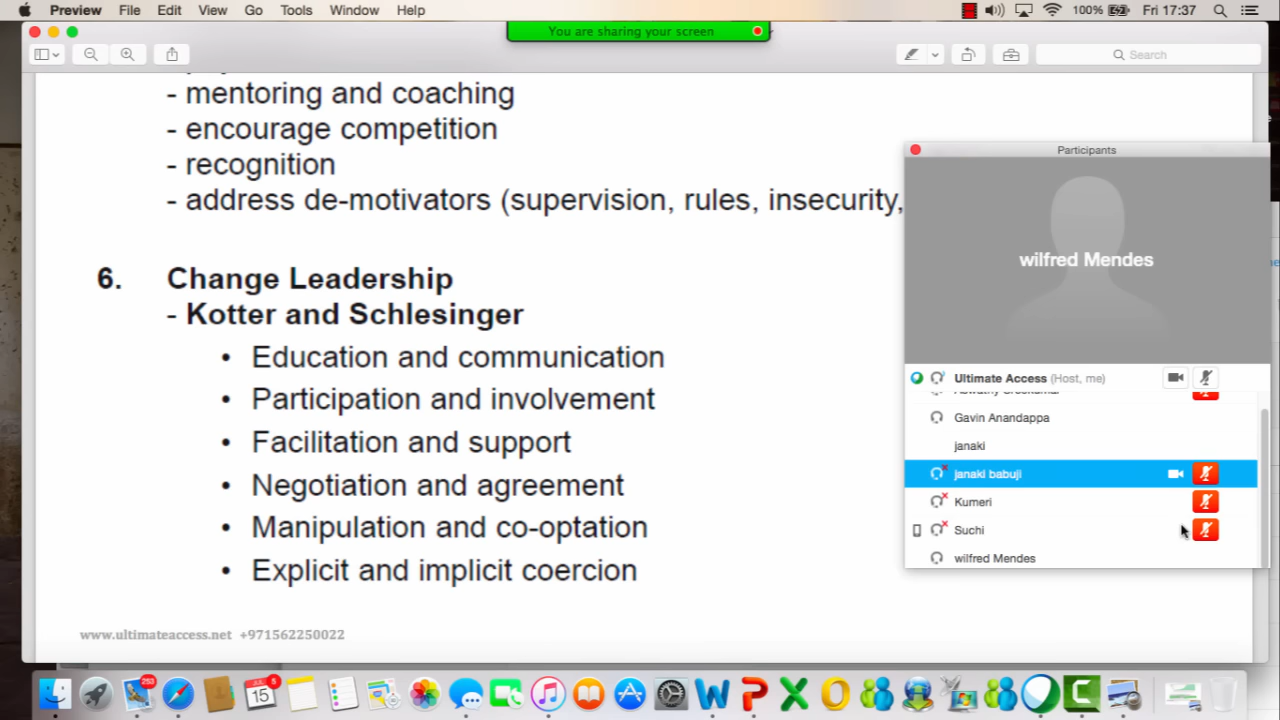 Preview File Edit View Go Tools Window Help 100% Fri 17:37
You are sharing your screen
Search
- mentoring and coaching
- encourage competition
- recognition
- address de-motivators (supervision, rules, insecurity,
6. Change Leadership
- Kotter and Schlesinger
• Education and communication
• Participation and involvement
• Facilitation and support
• Negotiation and agreement
• Manipulation and co-optation
• Explicit and implicit coercion
www.ultimateaccess.net +971562250022
Participants
wilfred Mendes
Ultimate Access (Host, me)
Gavin Anandappa
janaki
janaki babuji
Kumeri
Suchi
wilfred Mendes
253
JUL
15
5
W P X O C